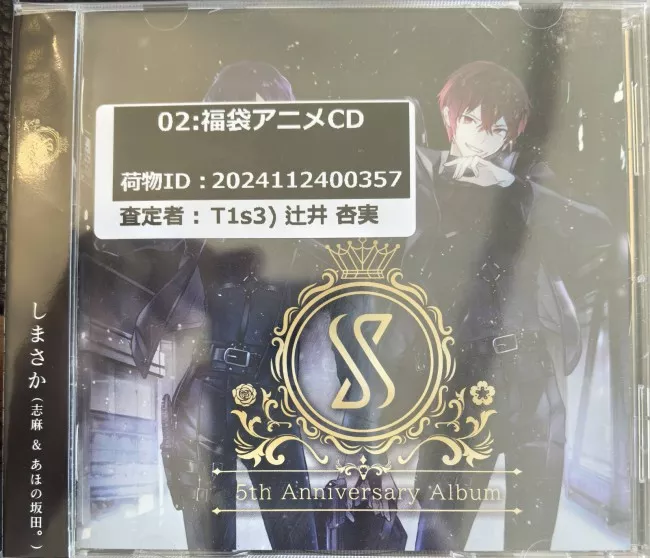 02:福袋アニメCD
荷物ID：2024112400357
査定者：T1s3) 辻井 杏実
しまさか（志麻 & あほの坂田。）
S
5th Anniversary Album